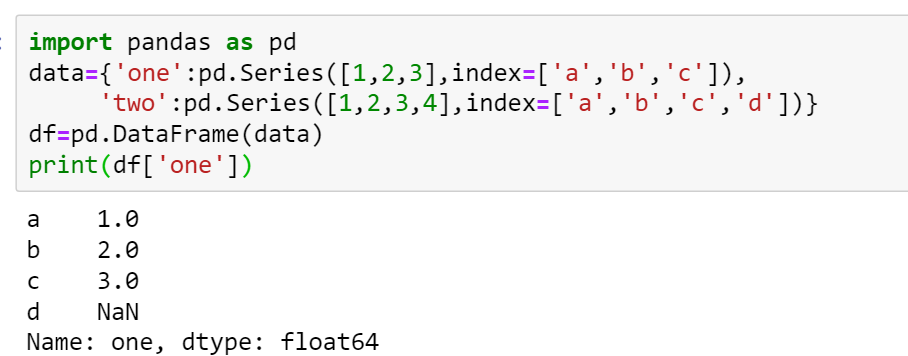 import pandas as pd
data={'one':pd.Series([1,2,3],index=['a','b','c']),
      'two':pd.Series([1,2,3,4],index=['a','b','c','d'])}
df=pd.DataFrame(data)
print(df['one'])
a    1.0
b    2.0
c    3.0
d    NaN
Name: one, dtype: float64